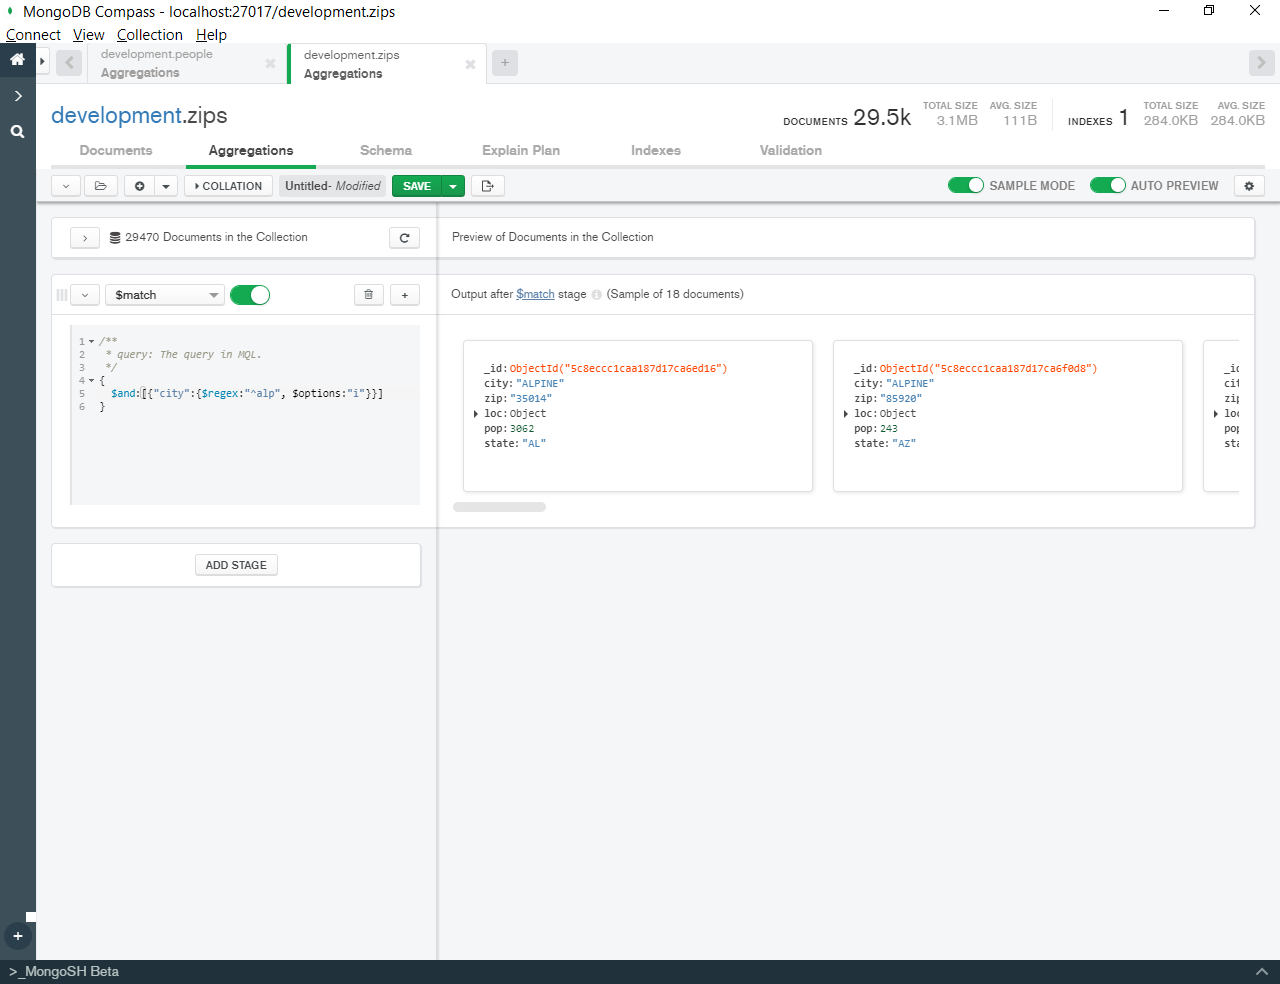 MongoDB Compass - localhost:27017/development.zips
Connect View Collection Help
development.people
Aggregations
development.zips
Aggregations
development.zips
DOCUMENTS 29.5k
TOTAL SIZE
3.1MB
AVG. SIZE
111B
INDEXES 1
TOTAL SIZE
284.0KB
AVG. SIZE
284.0KB
Documents Aggregations Schema Explain Plan Indexes Validation
COLLATION Untitled- Modified SAVE SAMPLE MODE AUTO PREVIEW
29470 Documents in the Collection
Preview of Documents in the Collection
$match
Output after $match stage (Sample of 18 documents)
1 /**
2 * query: The query in MQL.
3 */
4 {
5 $and:[{"city":{$regex:"^alp", $options:"i"}}]
6 }
_id:ObjectId("5c8eccc1caa187d17ca6ed16")
city:"ALPINE"
zip:"35014"
loc:Object
pop:3062
state:"AL"
_id:ObjectId("5c8eccc1caa187d17ca6f0d8")
city:"ALPINE"
zip:"85920"
loc:Object
pop:243
state:"AZ"
ADD STAGE
>_MongoSH Beta